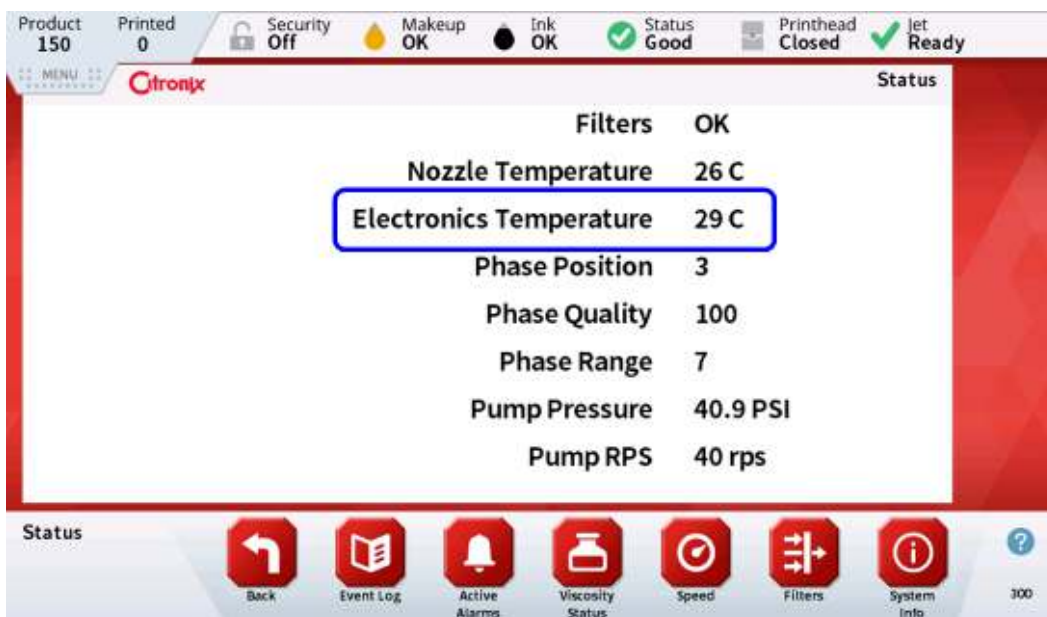 Product Printed Security Makeup Ink Status Printhead Jet
150 0 Off OK OK Good Closed Ready
MENU Citronix Status
Filters OK
Nozzle Temperature 26 C
Electronics Temperature 29 C
Phase Position 3
Phase Quality 100
Phase Range 7
Pump Pressure 40.9 PSI
Pump RPS 40 rps
Status
Back Event Log Active Alarms Viscosity Status Speed Filters System Info 300